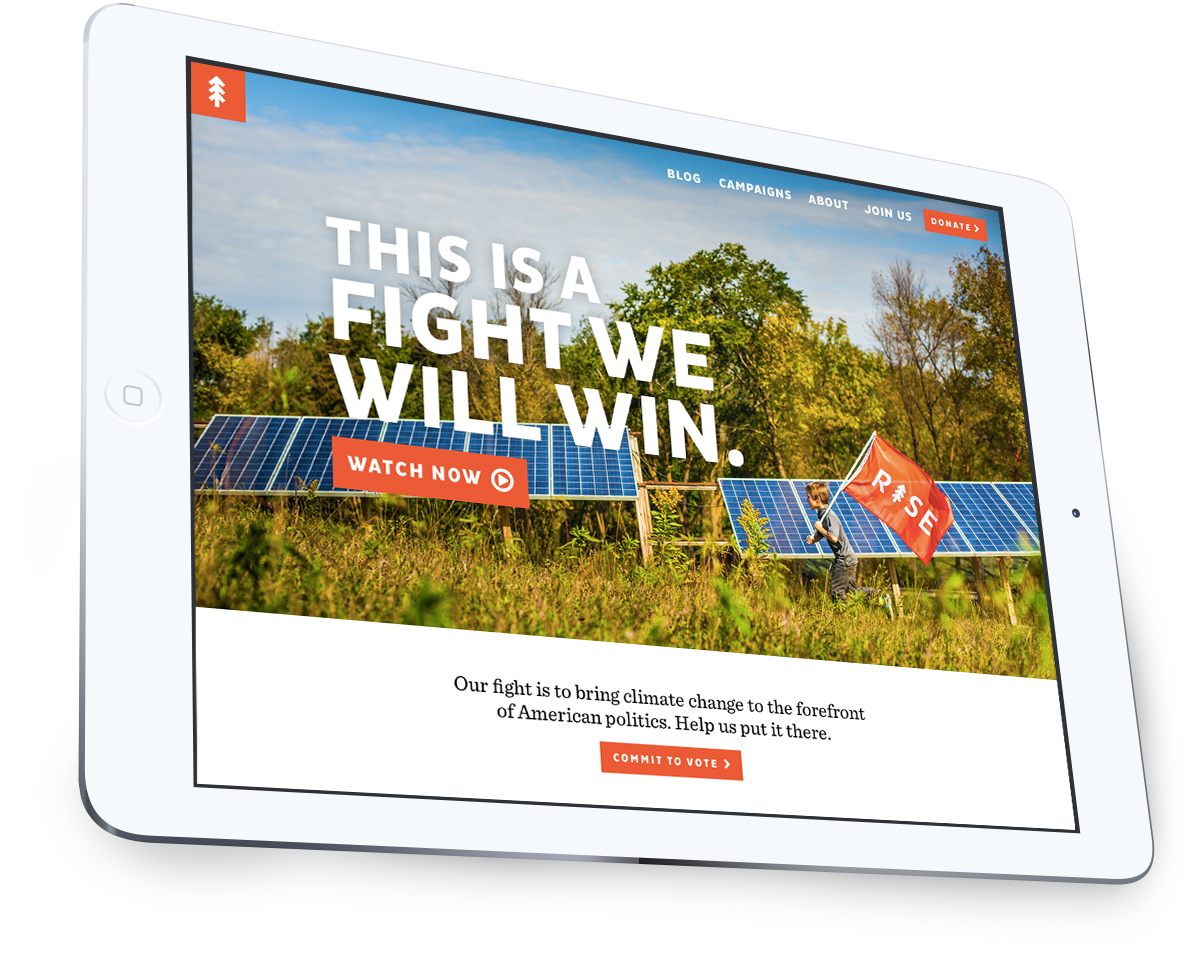 BLOG CAMPAIGNS ABOUT JOIN US DONATE
THIS IS A
FIGHT WE
WILL WIN.
WATCH NOW
RISE
Our fight is to bring climate change to the forefront
of American politics. Help us put it there.
COMMIT TO VOTE